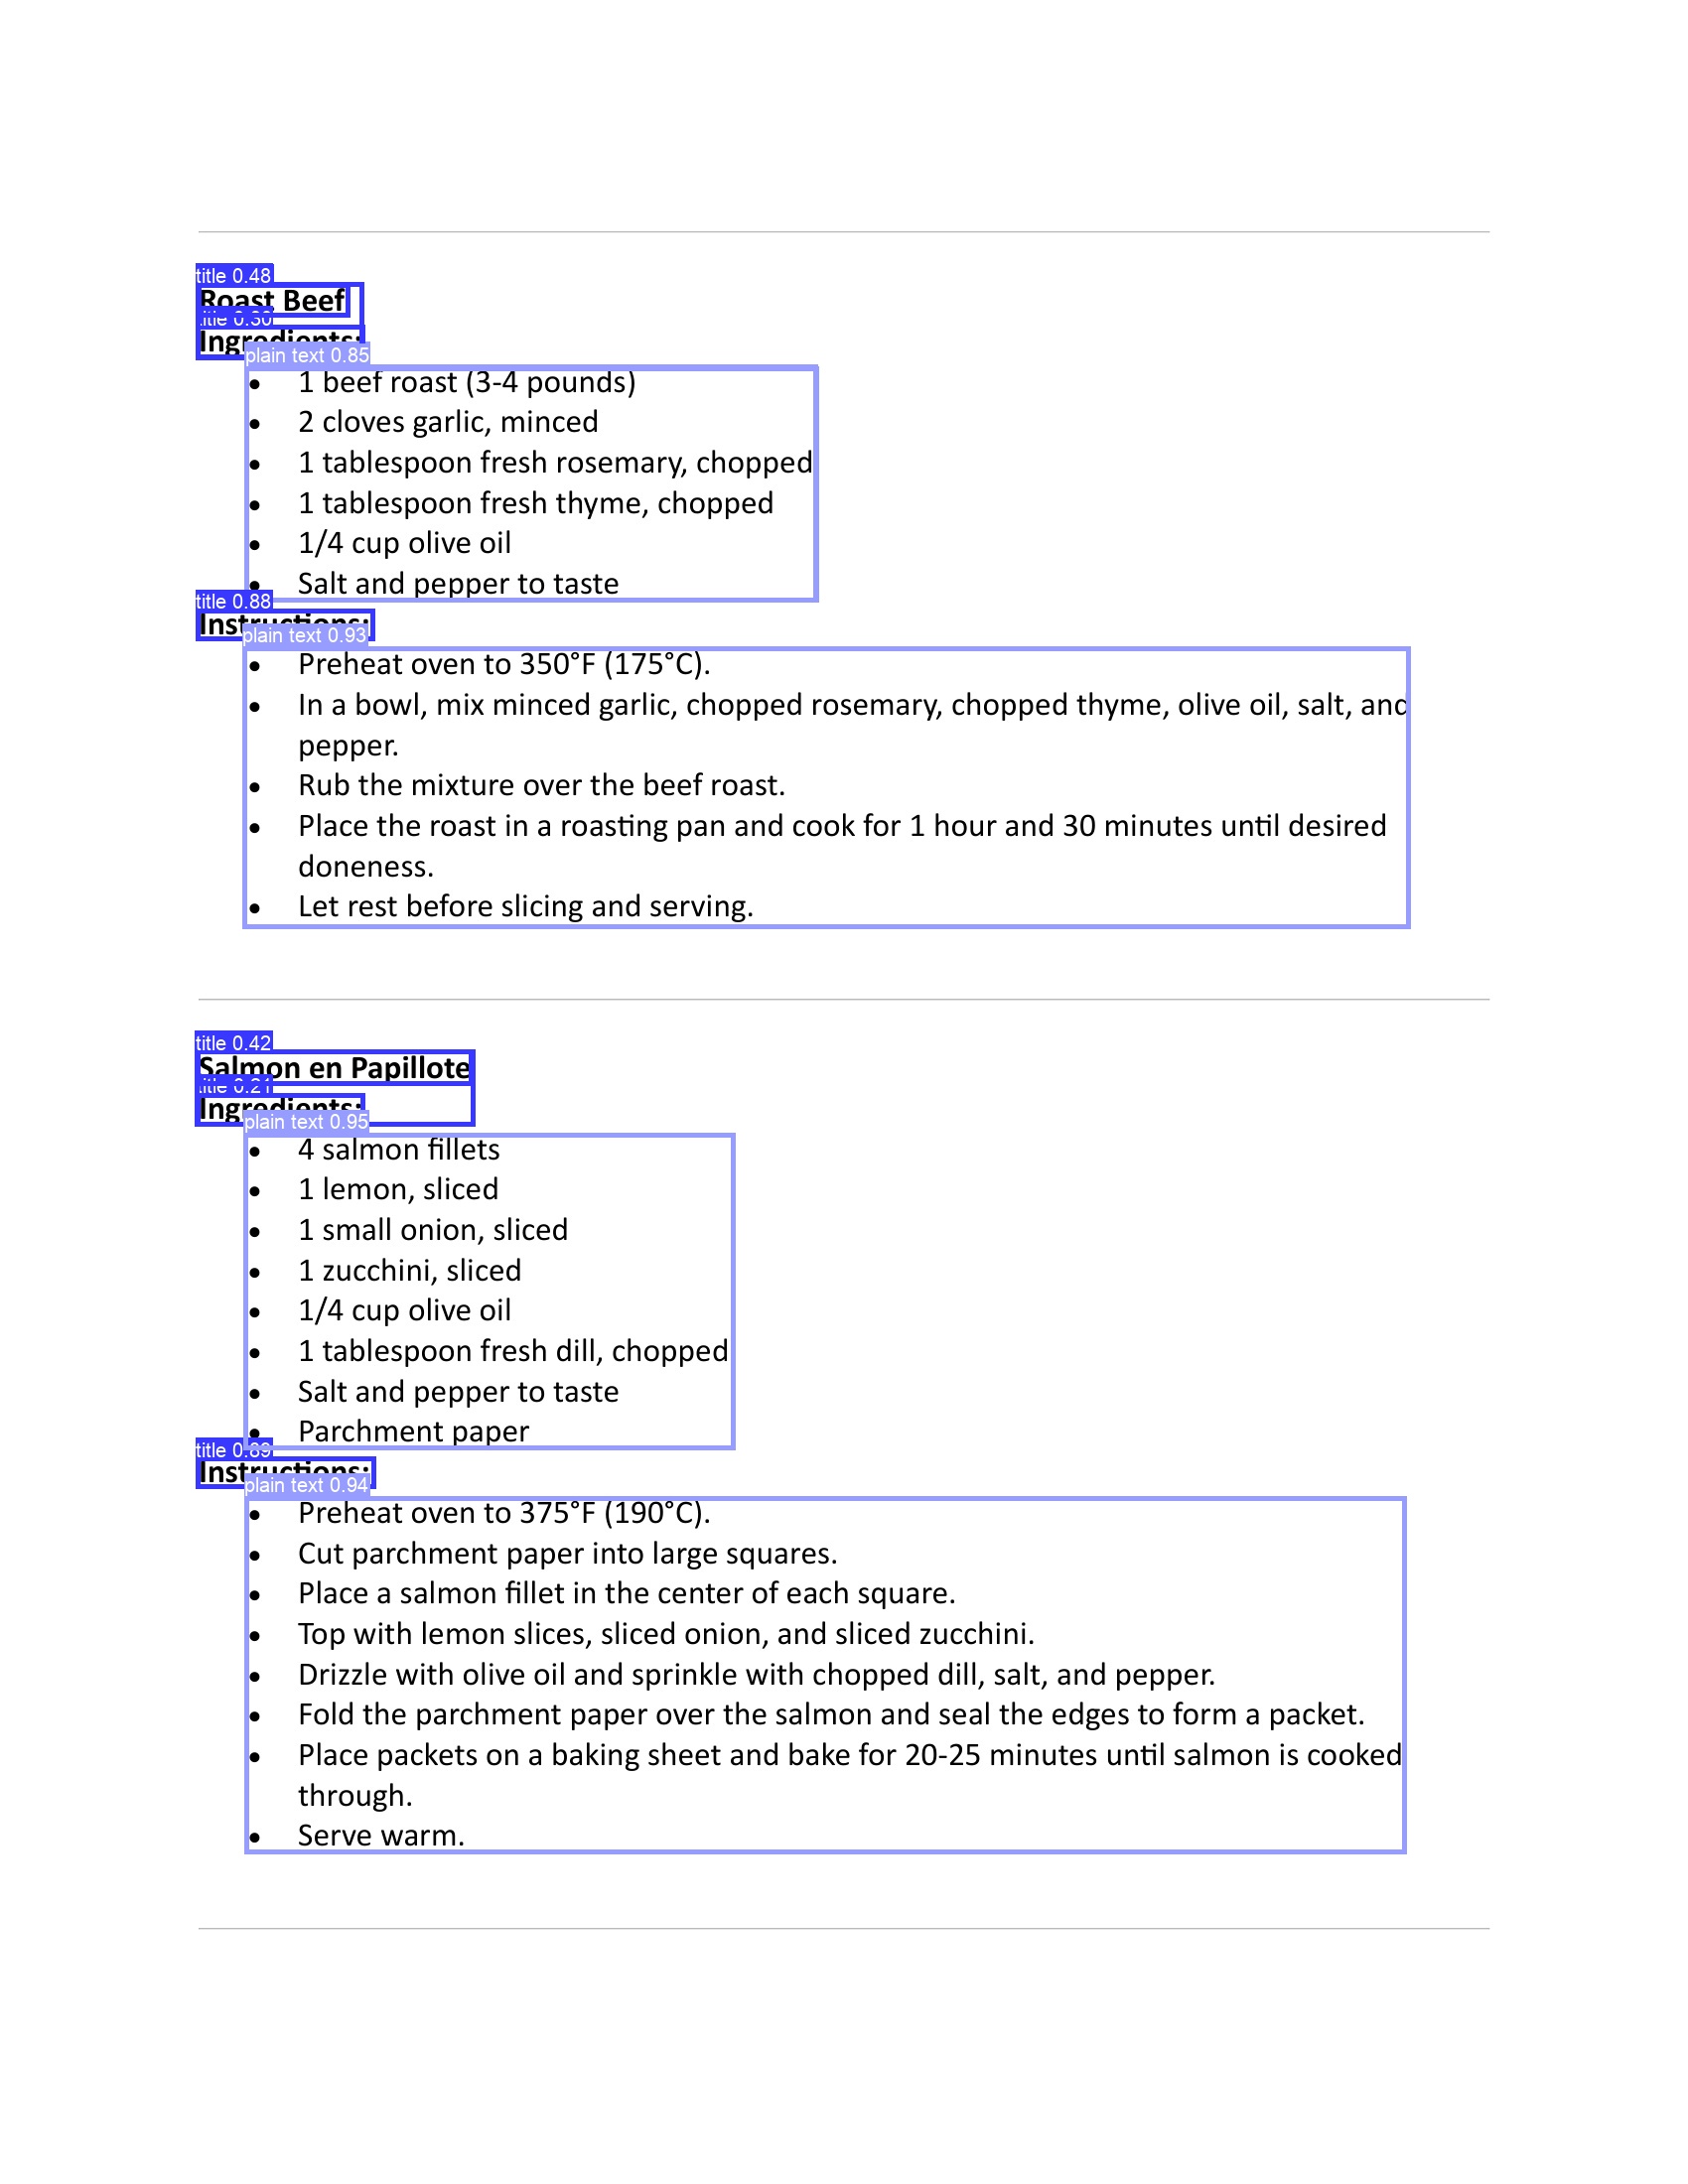 title 0.48
Roast Beef
title 0.30
Ingredients:
plain text 0.85
• 1 beef roast (3-4 pounds)
• 2 cloves garlic, minced
• 1 tablespoon fresh rosemary, chopped
• 1 tablespoon fresh thyme, chopped
• 1/4 cup olive oil
• Salt and pepper to taste
title 0.88
Instructions:
plain text 0.93
• Preheat oven to 350°F (175°C).
• In a bowl, mix minced garlic, chopped rosemary, chopped thyme, olive oil, salt, and
pepper.
• Rub the mixture over the beef roast.
• Place the roast in a roasting pan and cook for 1 hour and 30 minutes until desired
doneness.
• Let rest before slicing and serving.
title 0.42
Salmon en Papillote
title 0.21
Ingredients:
plain text 0.95
• 4 salmon fillets
• 1 lemon, sliced
• 1 small onion, sliced
• 1 zucchini, sliced
• 1/4 cup olive oil
• 1 tablespoon fresh dill, chopped
• Salt and pepper to taste
• Parchment paper
title 0.89
Instructions:
plain text 0.94
• Preheat oven to 375°F (190°C).
• Cut parchment paper into large squares.
• Place a salmon fillet in the center of each square.
• Top with lemon slices, sliced onion, and sliced zucchini.
• Drizzle with olive oil and sprinkle with chopped dill, salt, and pepper.
• Fold the parchment paper over the salmon and seal the edges to form a packet.
• Place packets on a baking sheet and bake for 20-25 minutes until salmon is cooked
through.
• Serve warm.